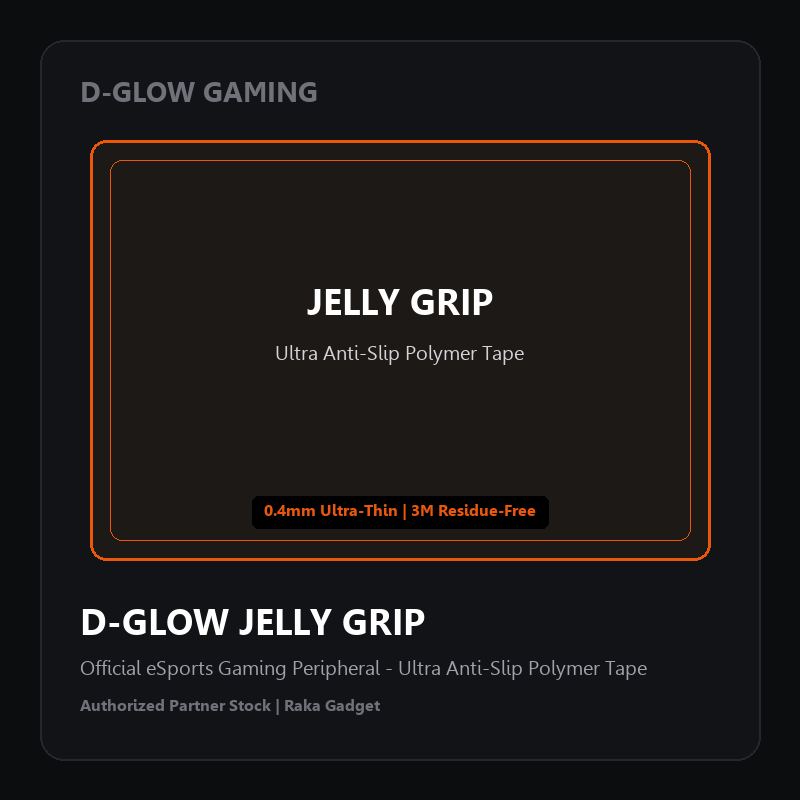 D-GLOW GAMING
JELLY GRIP
Ultra Anti-Slip Polymer Tape
0.4mm Ultra-Thin | 3M Residue-Free
D-GLOW JELLY GRIP
Official eSports Gaming Peripheral - Ultra Anti-Slip Polymer Tape
Authorized Partner Stock | Raka Gadget